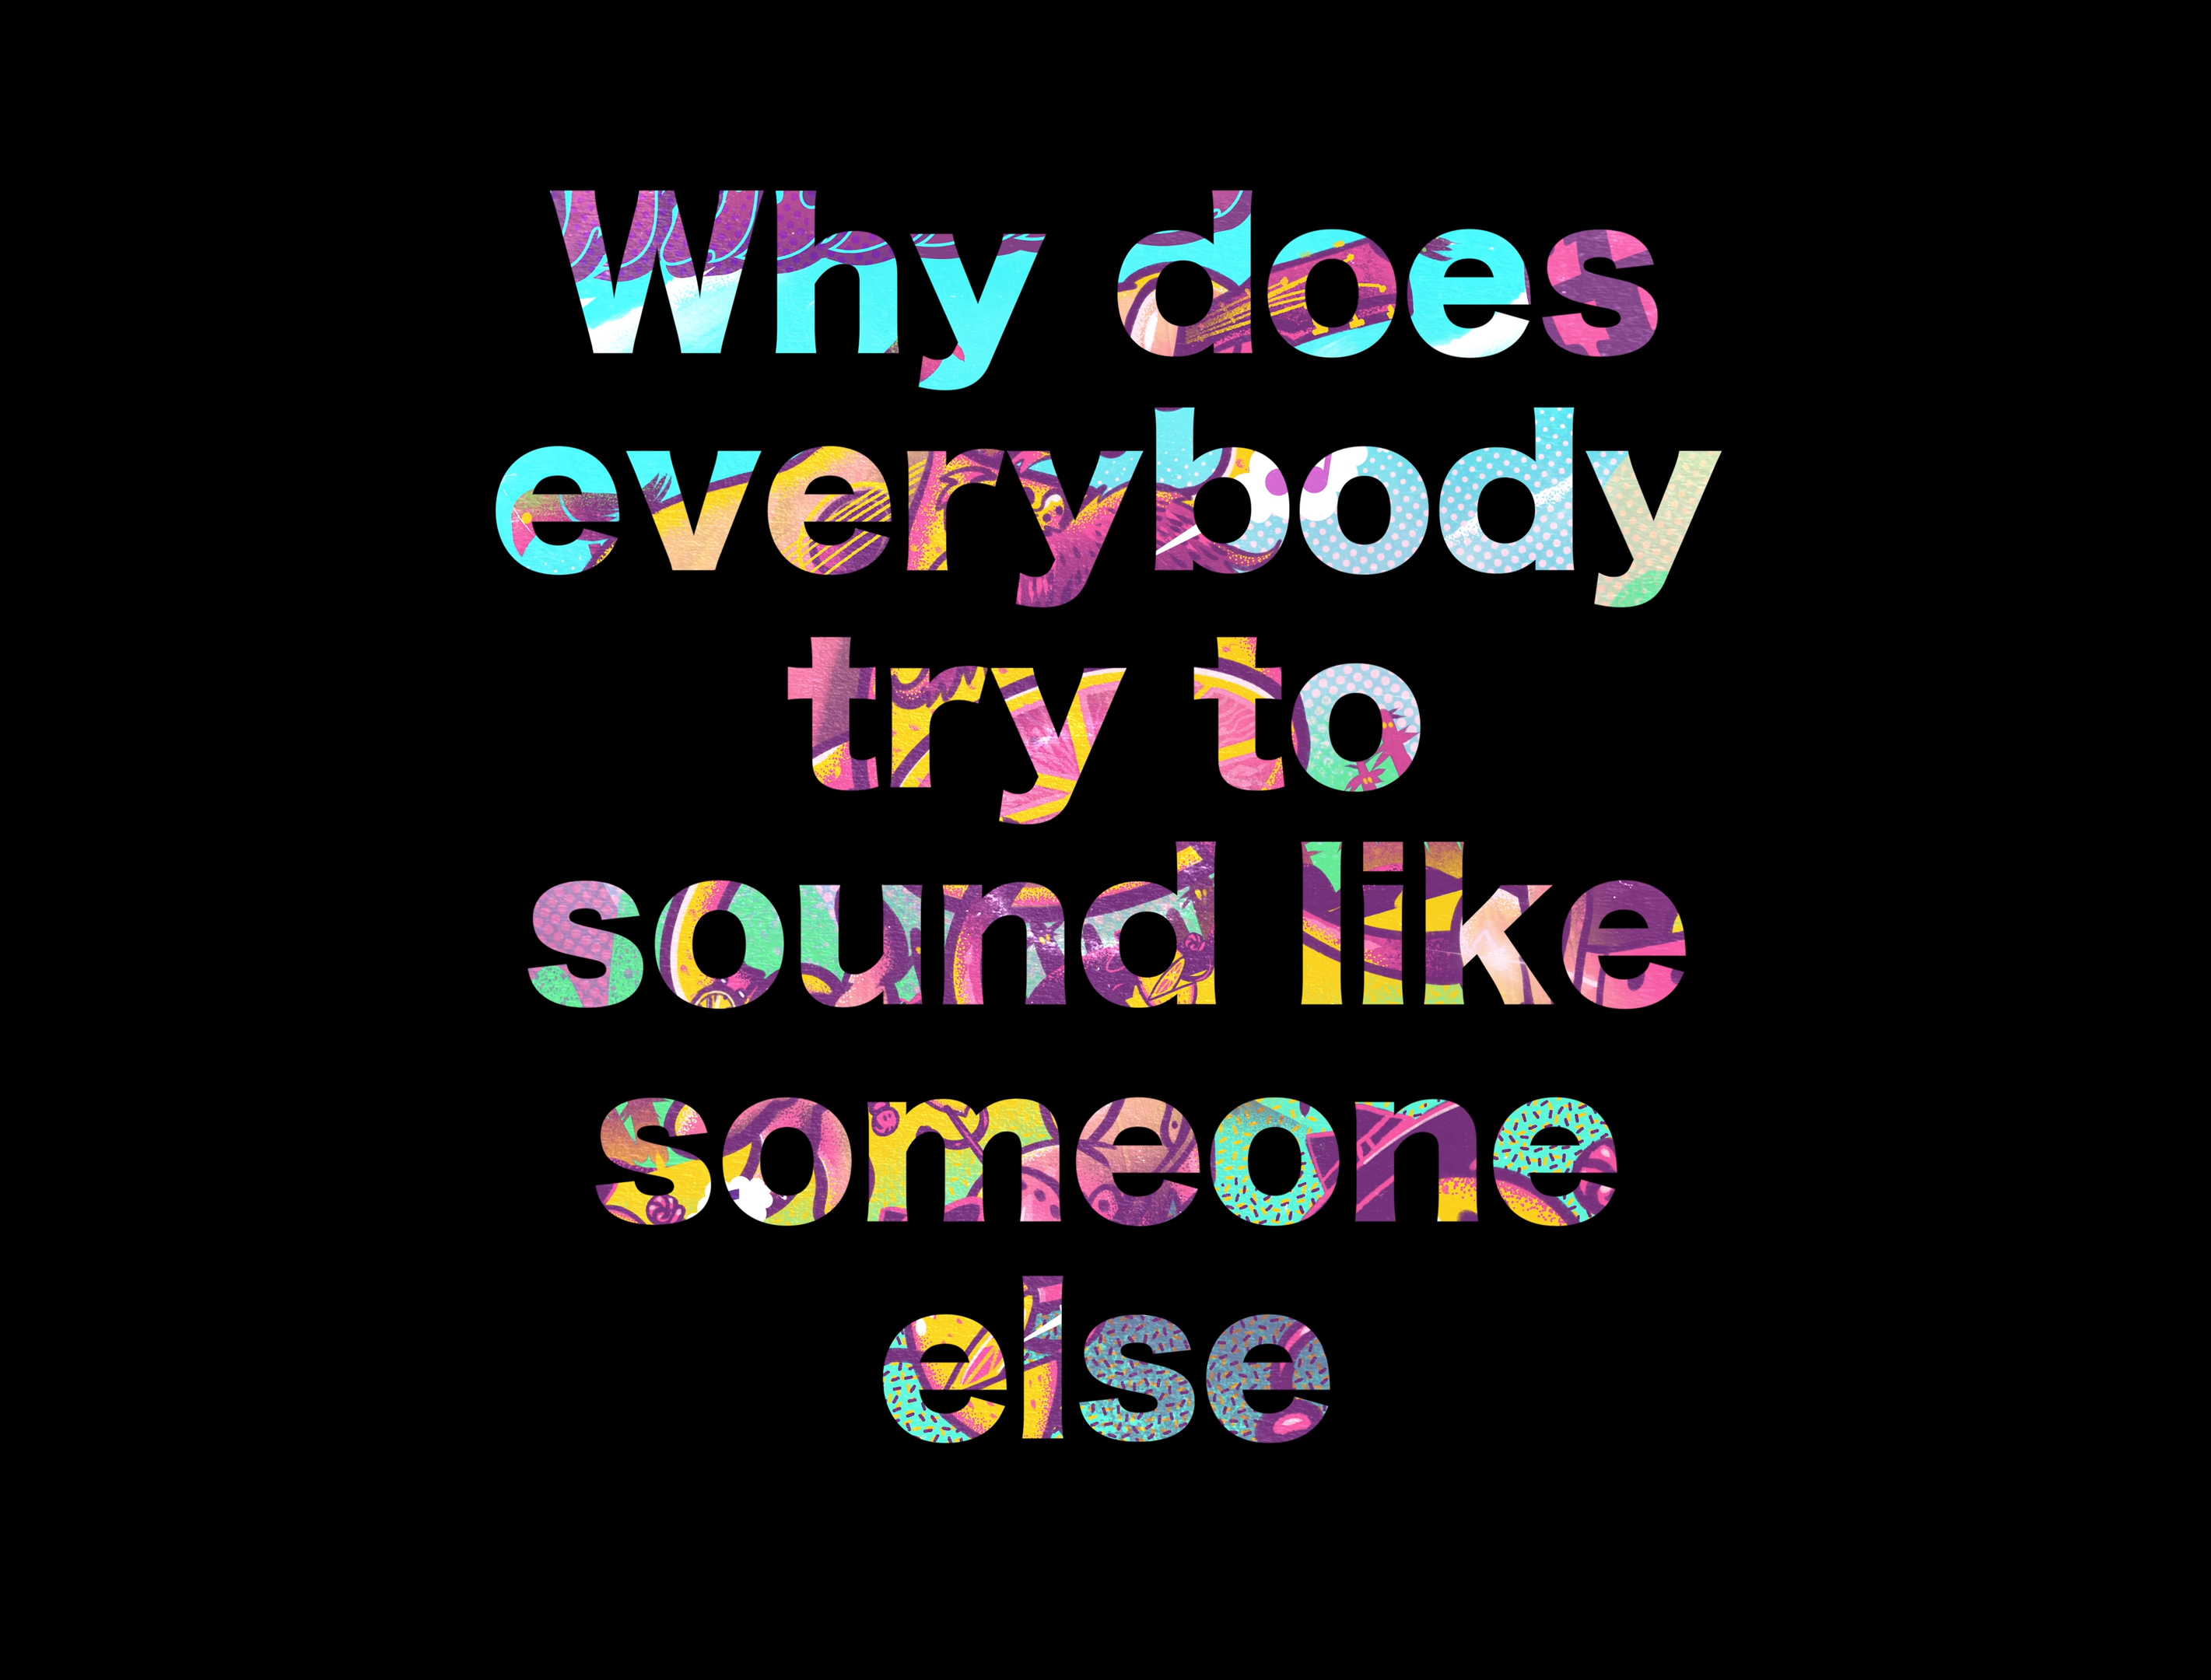 Why does
everybody
try to
sound like
someone
else